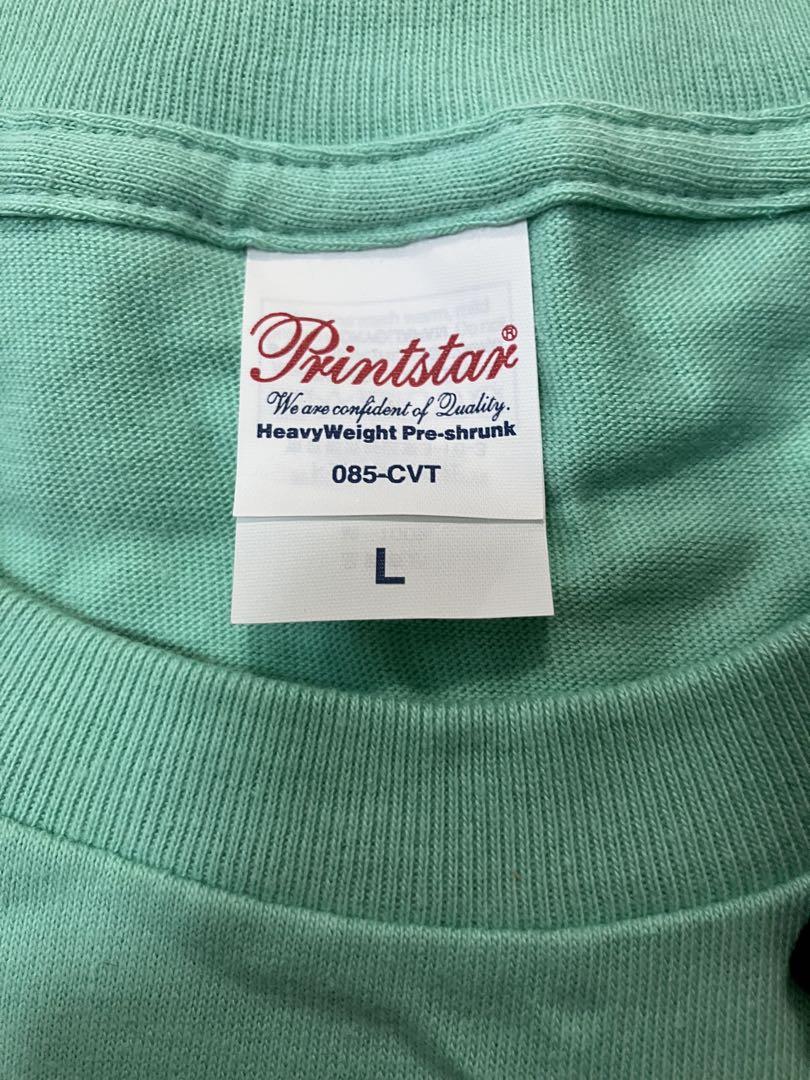 Printstar®
We are confident of Quality.
HeavyWeight Pre-shrunk
085-CVT
L